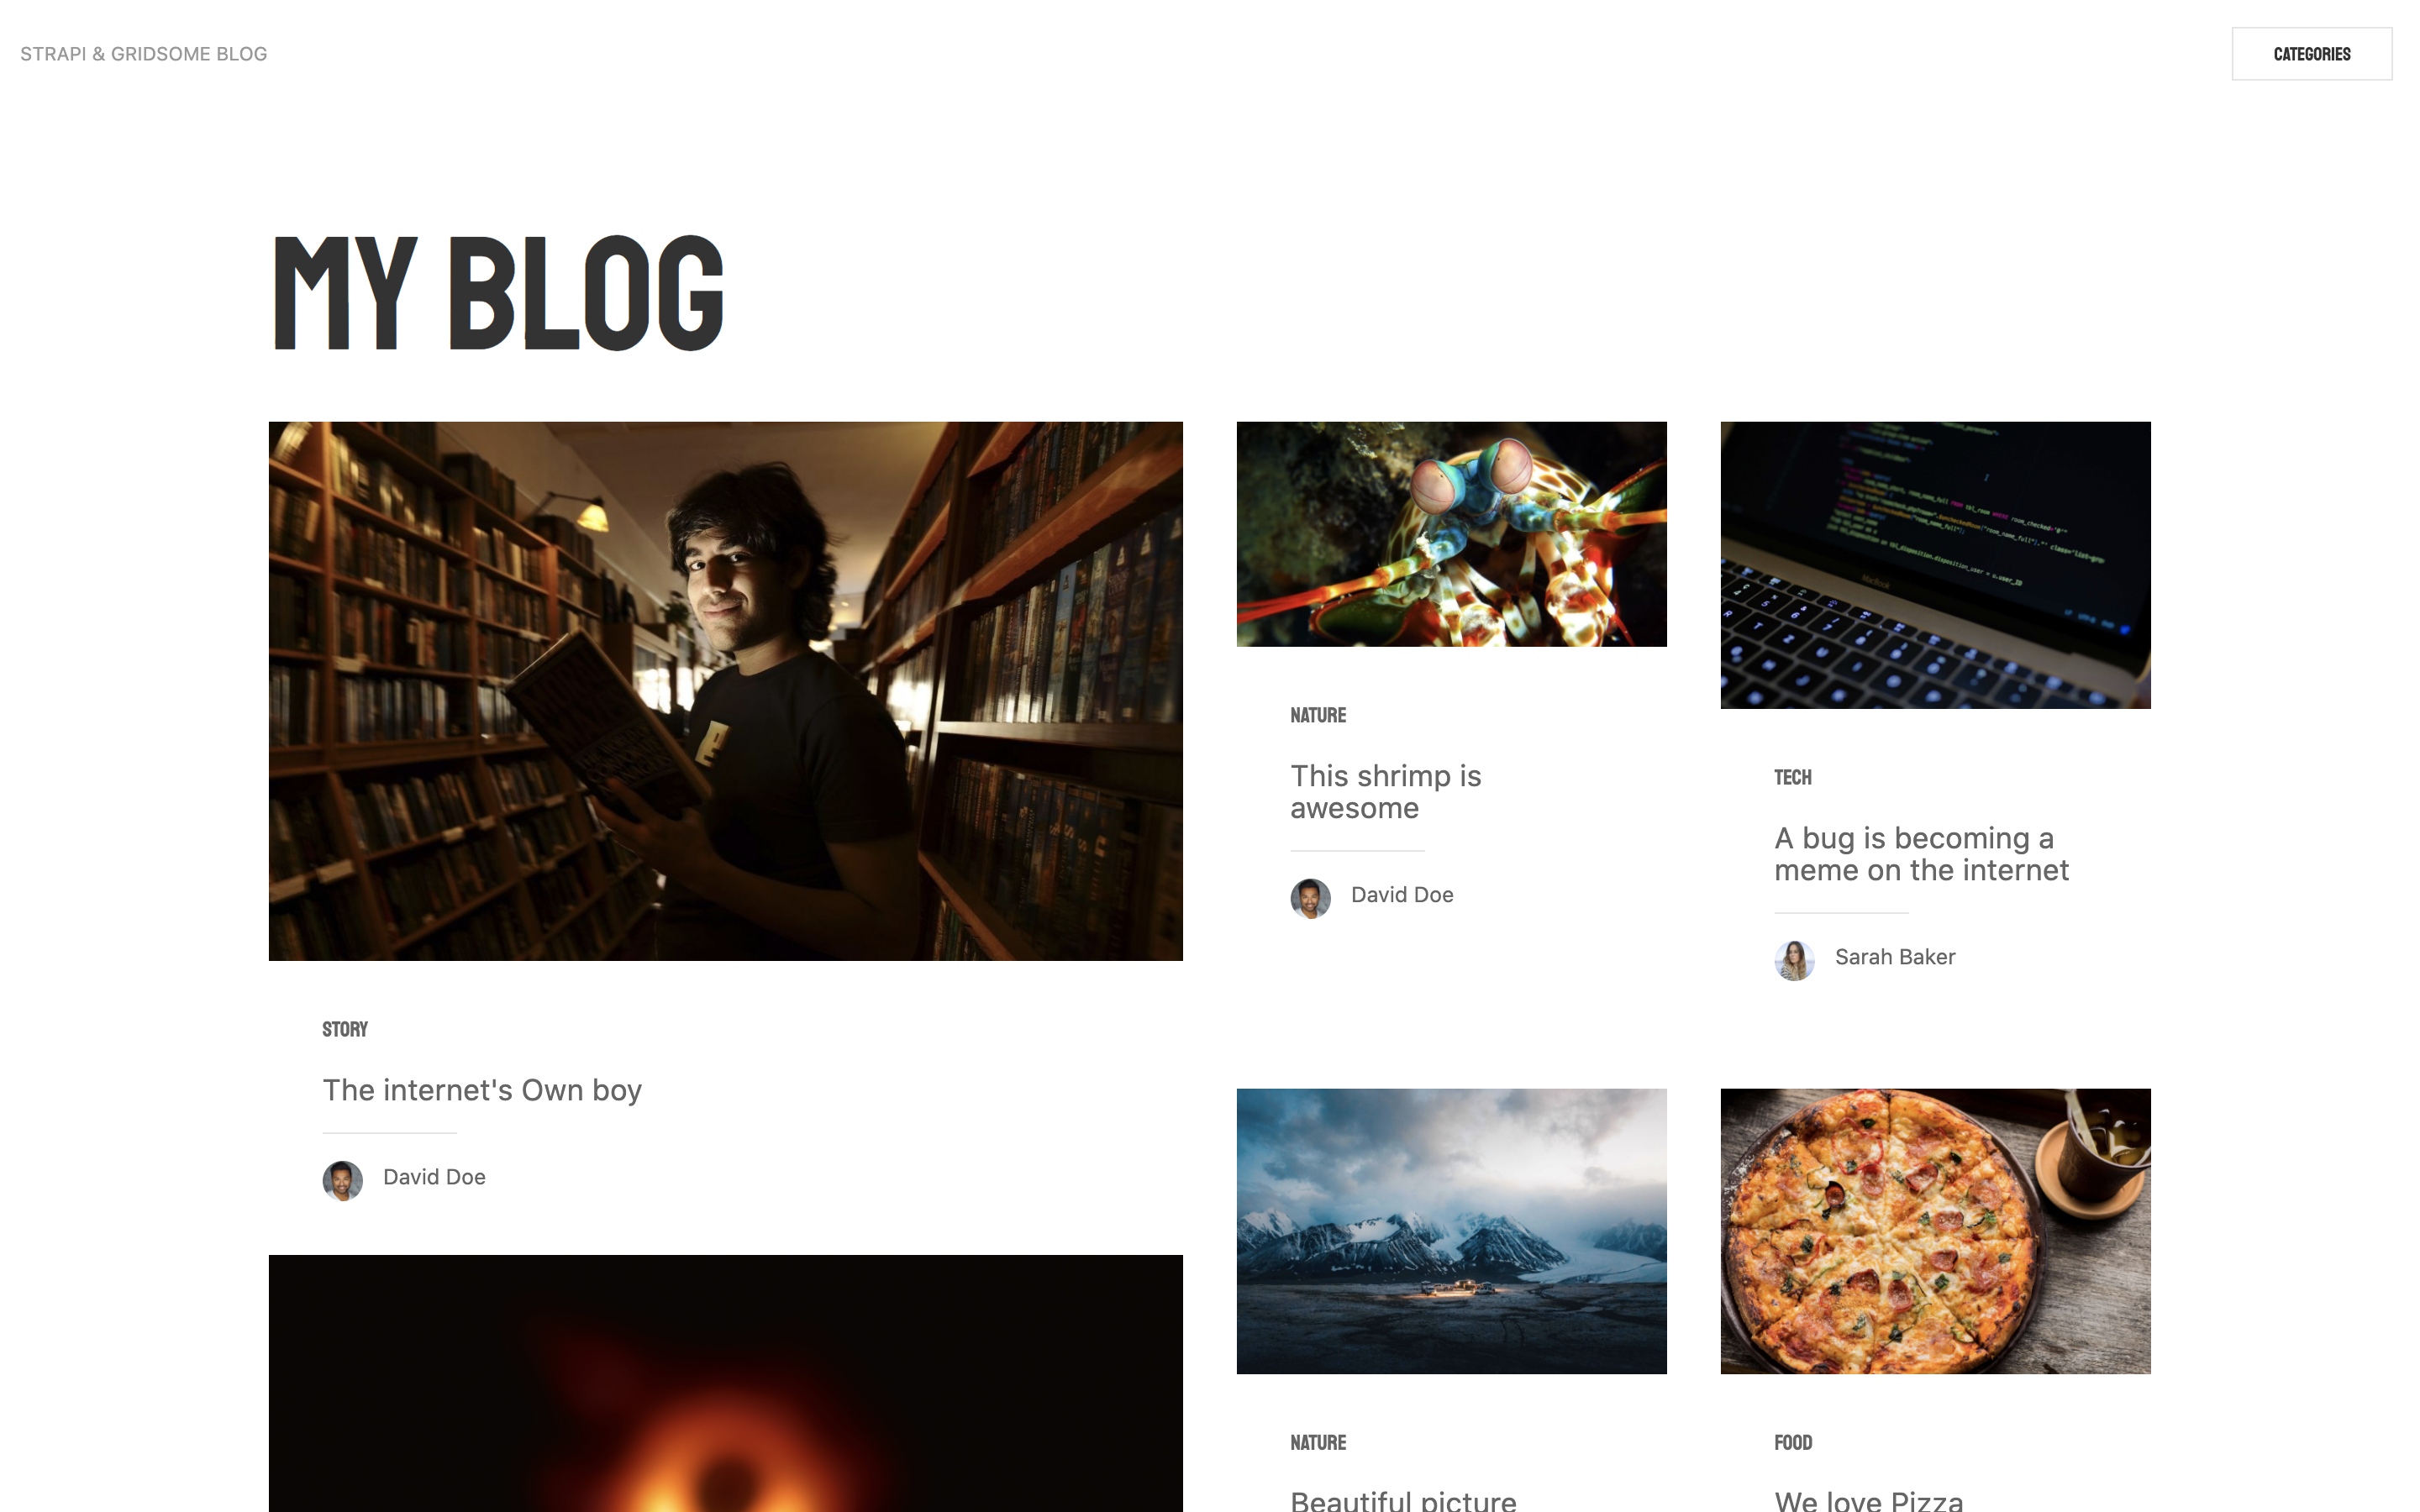 STRAPI & GRIDSOME BLOG
CATEGORIES
MY BLOG
MacBook
STORY
The internet's Own boy
David Doe
NATURE
This shrimp is
awesome
David Doe
TECH
A bug is becoming a
meme on the internet
Sarah Baker
NATURE
Beautiful picture
FOOD
We love Pizza